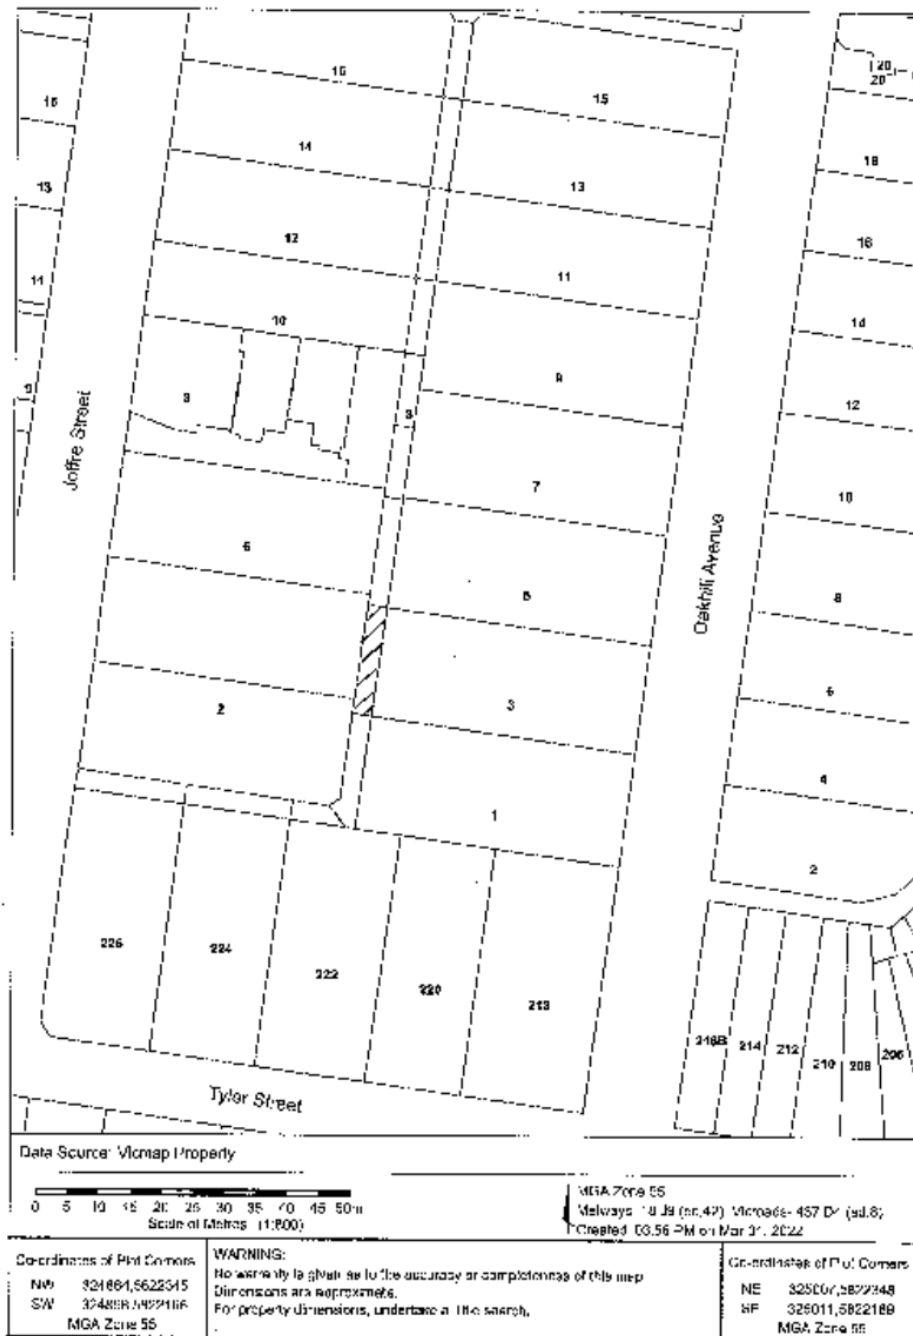 20
20
16
15
15
18
14
13
13
16
12
11
11
14
10
9
12
8
7
10
6
8
6
3
2
4
1
2
226
224
222
220
216B
214
212
210
208
206
Joffre Street
Oakhill Avenue
Tyler Street
Data Source: Vicmap Property
0 5 10 15 20 25 30 35 40 45 50m
Scale of Metres (1:800)
MGA Zone 55
Created 03:56 PM on Mar 31, 2022
Co-ordinates of Plot Corners
NW
SW
MGA Zone 55
WARNING:
No warranty is given as to the accuracy or completeness of this map
Dimensions are approximate.
For property dimensions, undertake a Title search.
Co-ordinates of Plot Corners
NE
SE 325011,5822189
MGA Zone 55